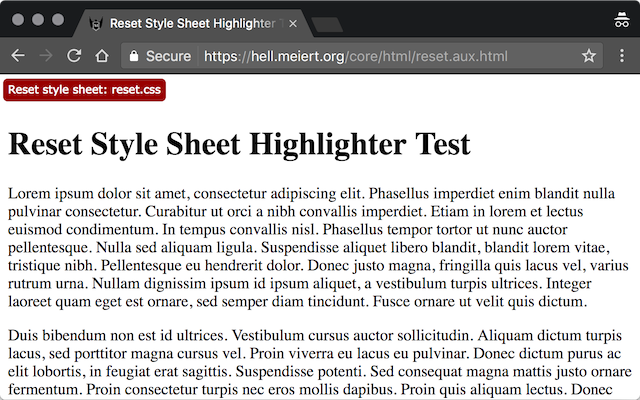 Reset Style Sheet Highlighter T
Secure https://hell.meiert.org/core/html/reset.aux.html
Reset style sheet: reset.css
Reset Style Sheet Highlighter Test
Lorem ipsum dolor sit amet, consectetur adipiscing elit. Phasellus imperdiet enim blandit nulla
pulvinar consectetur. Curabitur ut orci a nibh convallis imperdiet. Etiam in lorem et lectus
euismod condimentum. In tempus convallis nisl. Phasellus tempor tortor ut nunc auctor
pellentesque. Nulla sed aliquam ligula. Suspendisse aliquet libero blandit, blandit lorem vitae,
tristique nibh. Pellentesque eu hendrerit dolor. Donec justo magna, fringilla quis lacus vel, varius
rutrum urna. Nullam dignissim ipsum id ipsum aliquet, a vestibulum turpis ultrices. Integer
laoreet quam eget est ornare, sed semper diam tincidunt. Fusce ornare ut velit quis dictum.
Duis bibendum non est id ultrices. Vestibulum cursus auctor sollicitudin. Aliquam dictum turpis
lacus, sed porttitor magna cursus vel. Proin viverra eu lacus eu pulvinar. Donec dictum purus ac
elit lobortis, in feugiat erat sagittis. Suspendisse potenti. Sed consequat magna mattis justo ornare
fermentum. Proin consectetur turpis nec eros mollis dapibus. Proin quis aliquam lectus. Donec